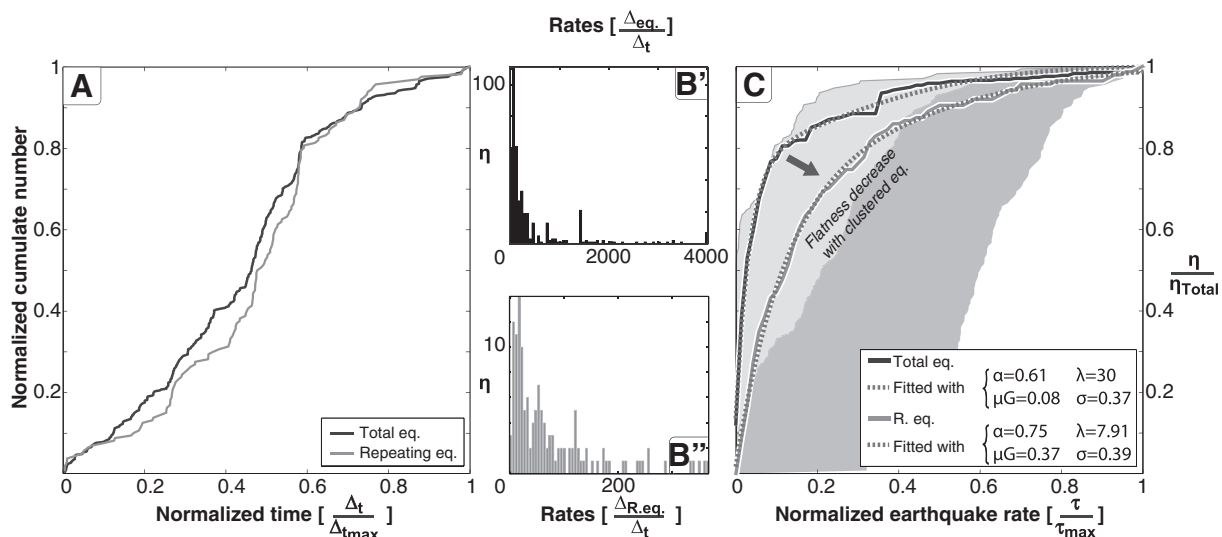 Rates [ Δeq. / Δt ]
A
Normalized cumulate number
1
0.8
0.6
0.4
0.2
0
0.2
0.4
0.6
0.8
1
Total eq.
Repeating eq.
Normalized time [ Δt / Δtmax ]
B'
100
η
0
0
2000
4000
B''
10
η
0
0
200
Rates [ ΔR.eq. / Δt ]
C
1
0.8
0.6
0.4
0.2
η / ηTotal
Flatness decrease
with clustered eq.
Total eq.
Fitted with { α=0.61 λ=30
μG=0.08 σ=0.37
R. eq.
Fitted with { α=0.75 λ=7.91
μG=0.37 σ=0.39
0
0.2
0.4
0.6
0.8
1
Normalized earthquake rate [ τ / τmax ]